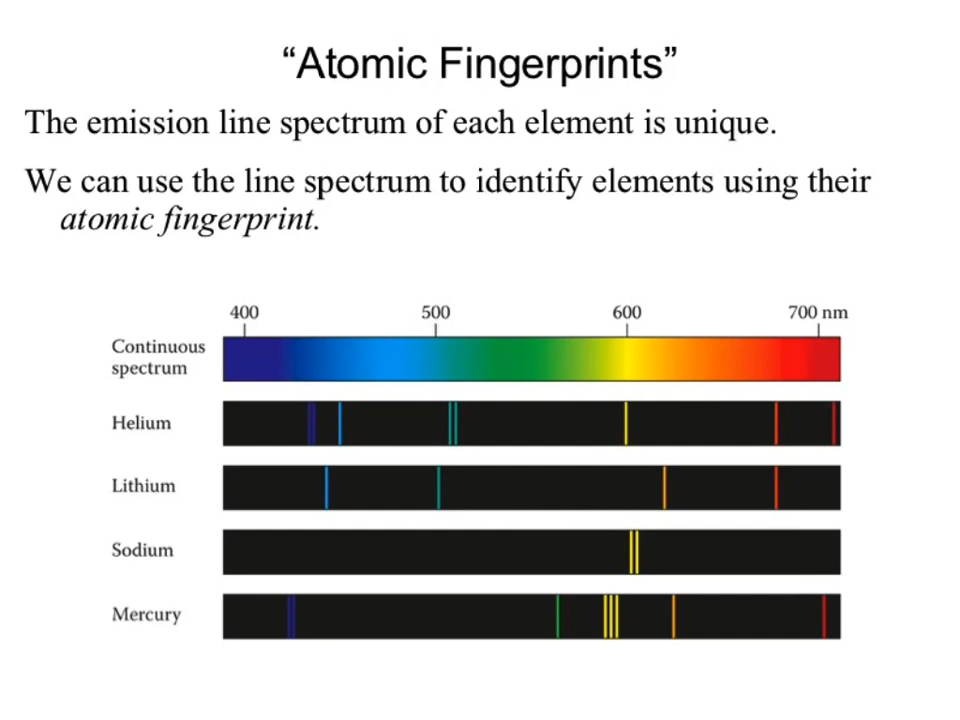 “Atomic Fingerprints”
The emission line spectrum of each element is unique.
We can use the line spectrum to identify elements using their
atomic fingerprint.
400 500 600 700 nm
Continuous
spectrum
Helium
Lithium
Sodium
Mercury